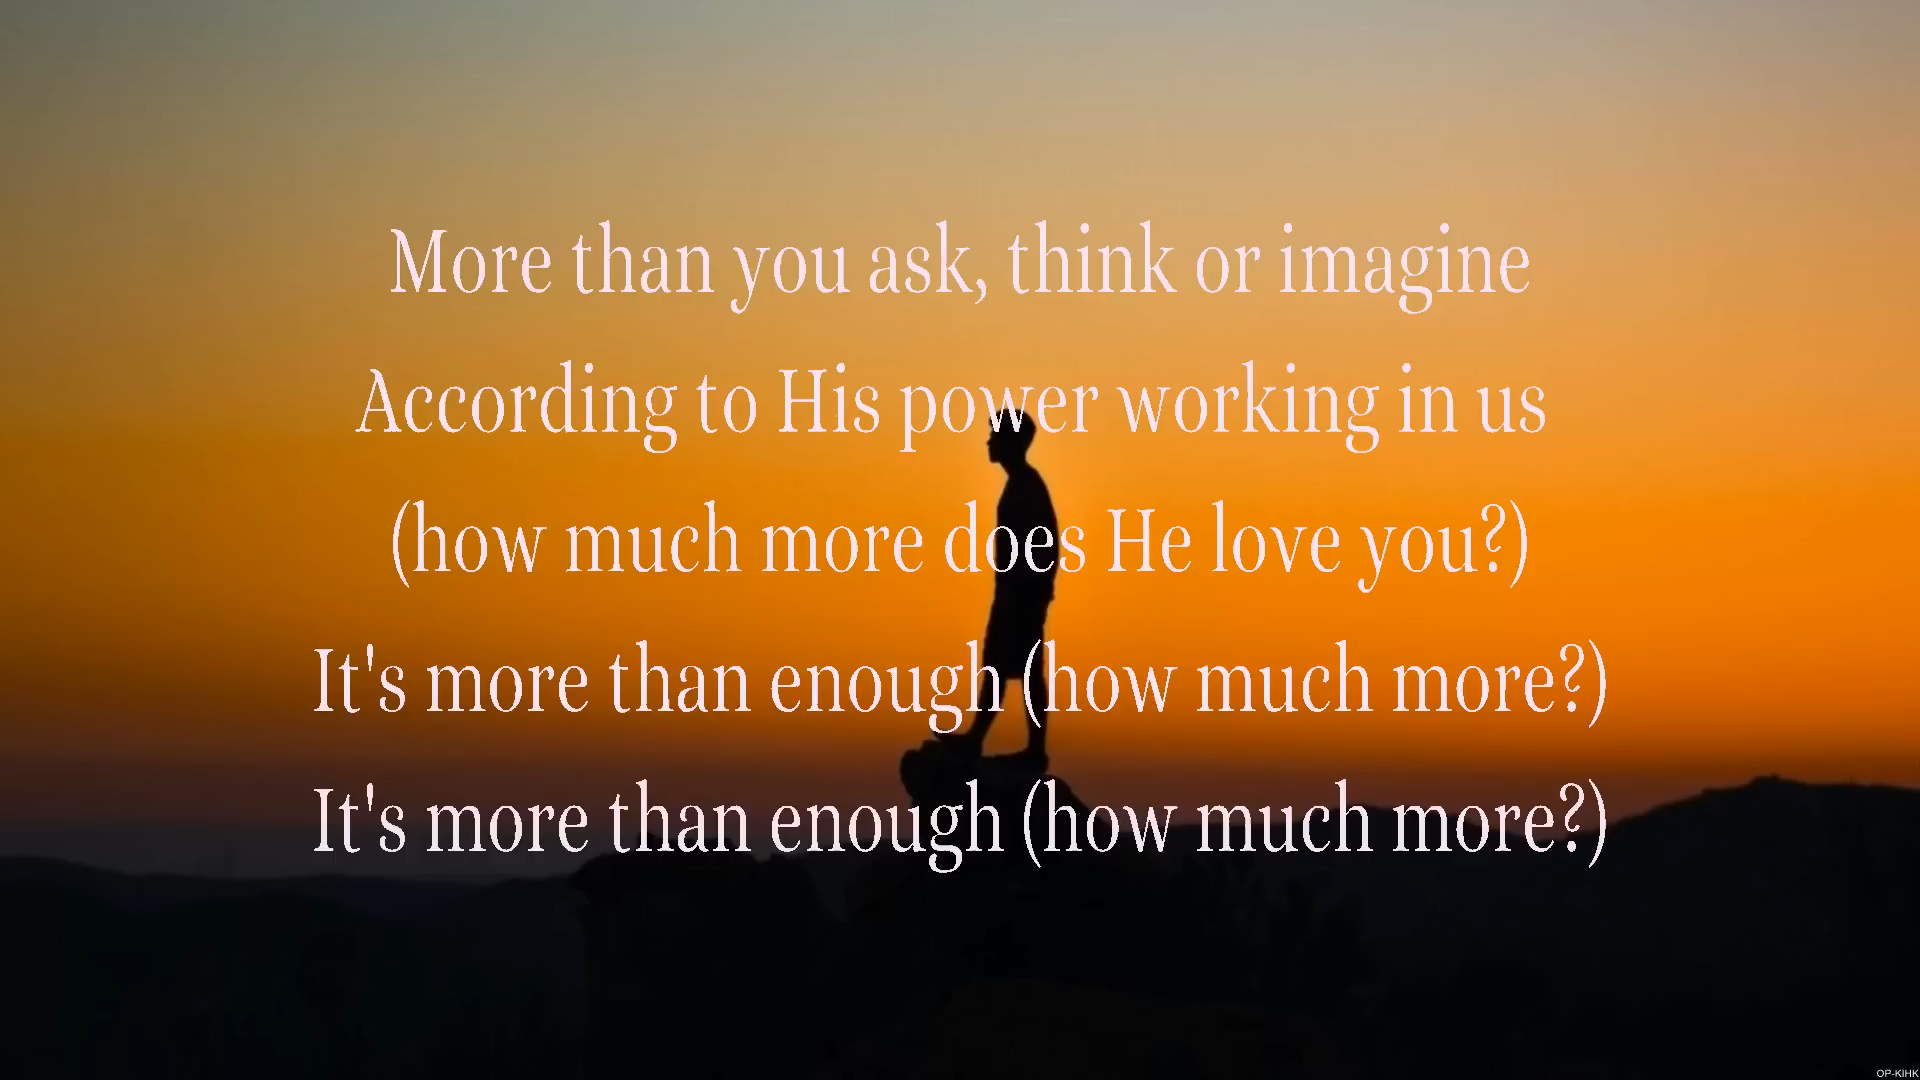 More than you ask, think or imagine
According to His power working in us
(how much more does He love you?)
It's more than enough (how much more?)
It's more than enough (how much more?)
OP-KIHK